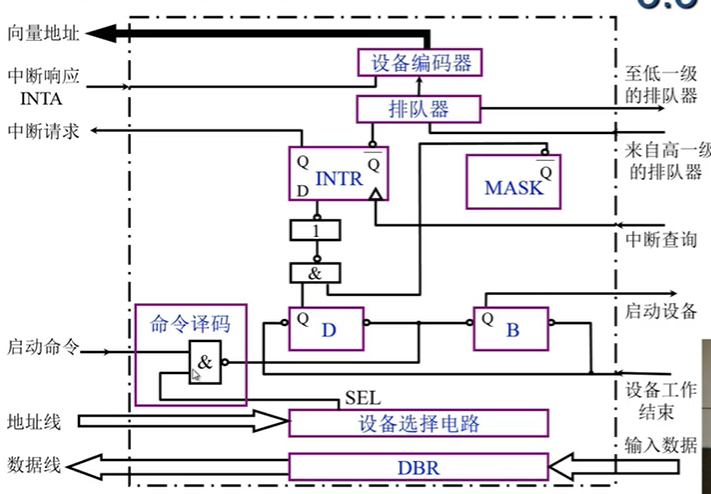 向量地址
设备编码器
中断响应
INTA
至低一级
的排队器
排队器
中断请求
来自高一级
的排队器
Q
Q
INTR
D
Q
MASK
1
中断查询
&
启动设备
命令译码
Q
D
Q
B
启动命令
&
设备工作
结束
SEL
地址线
设备选择电路
输入数据
数据线
DBR